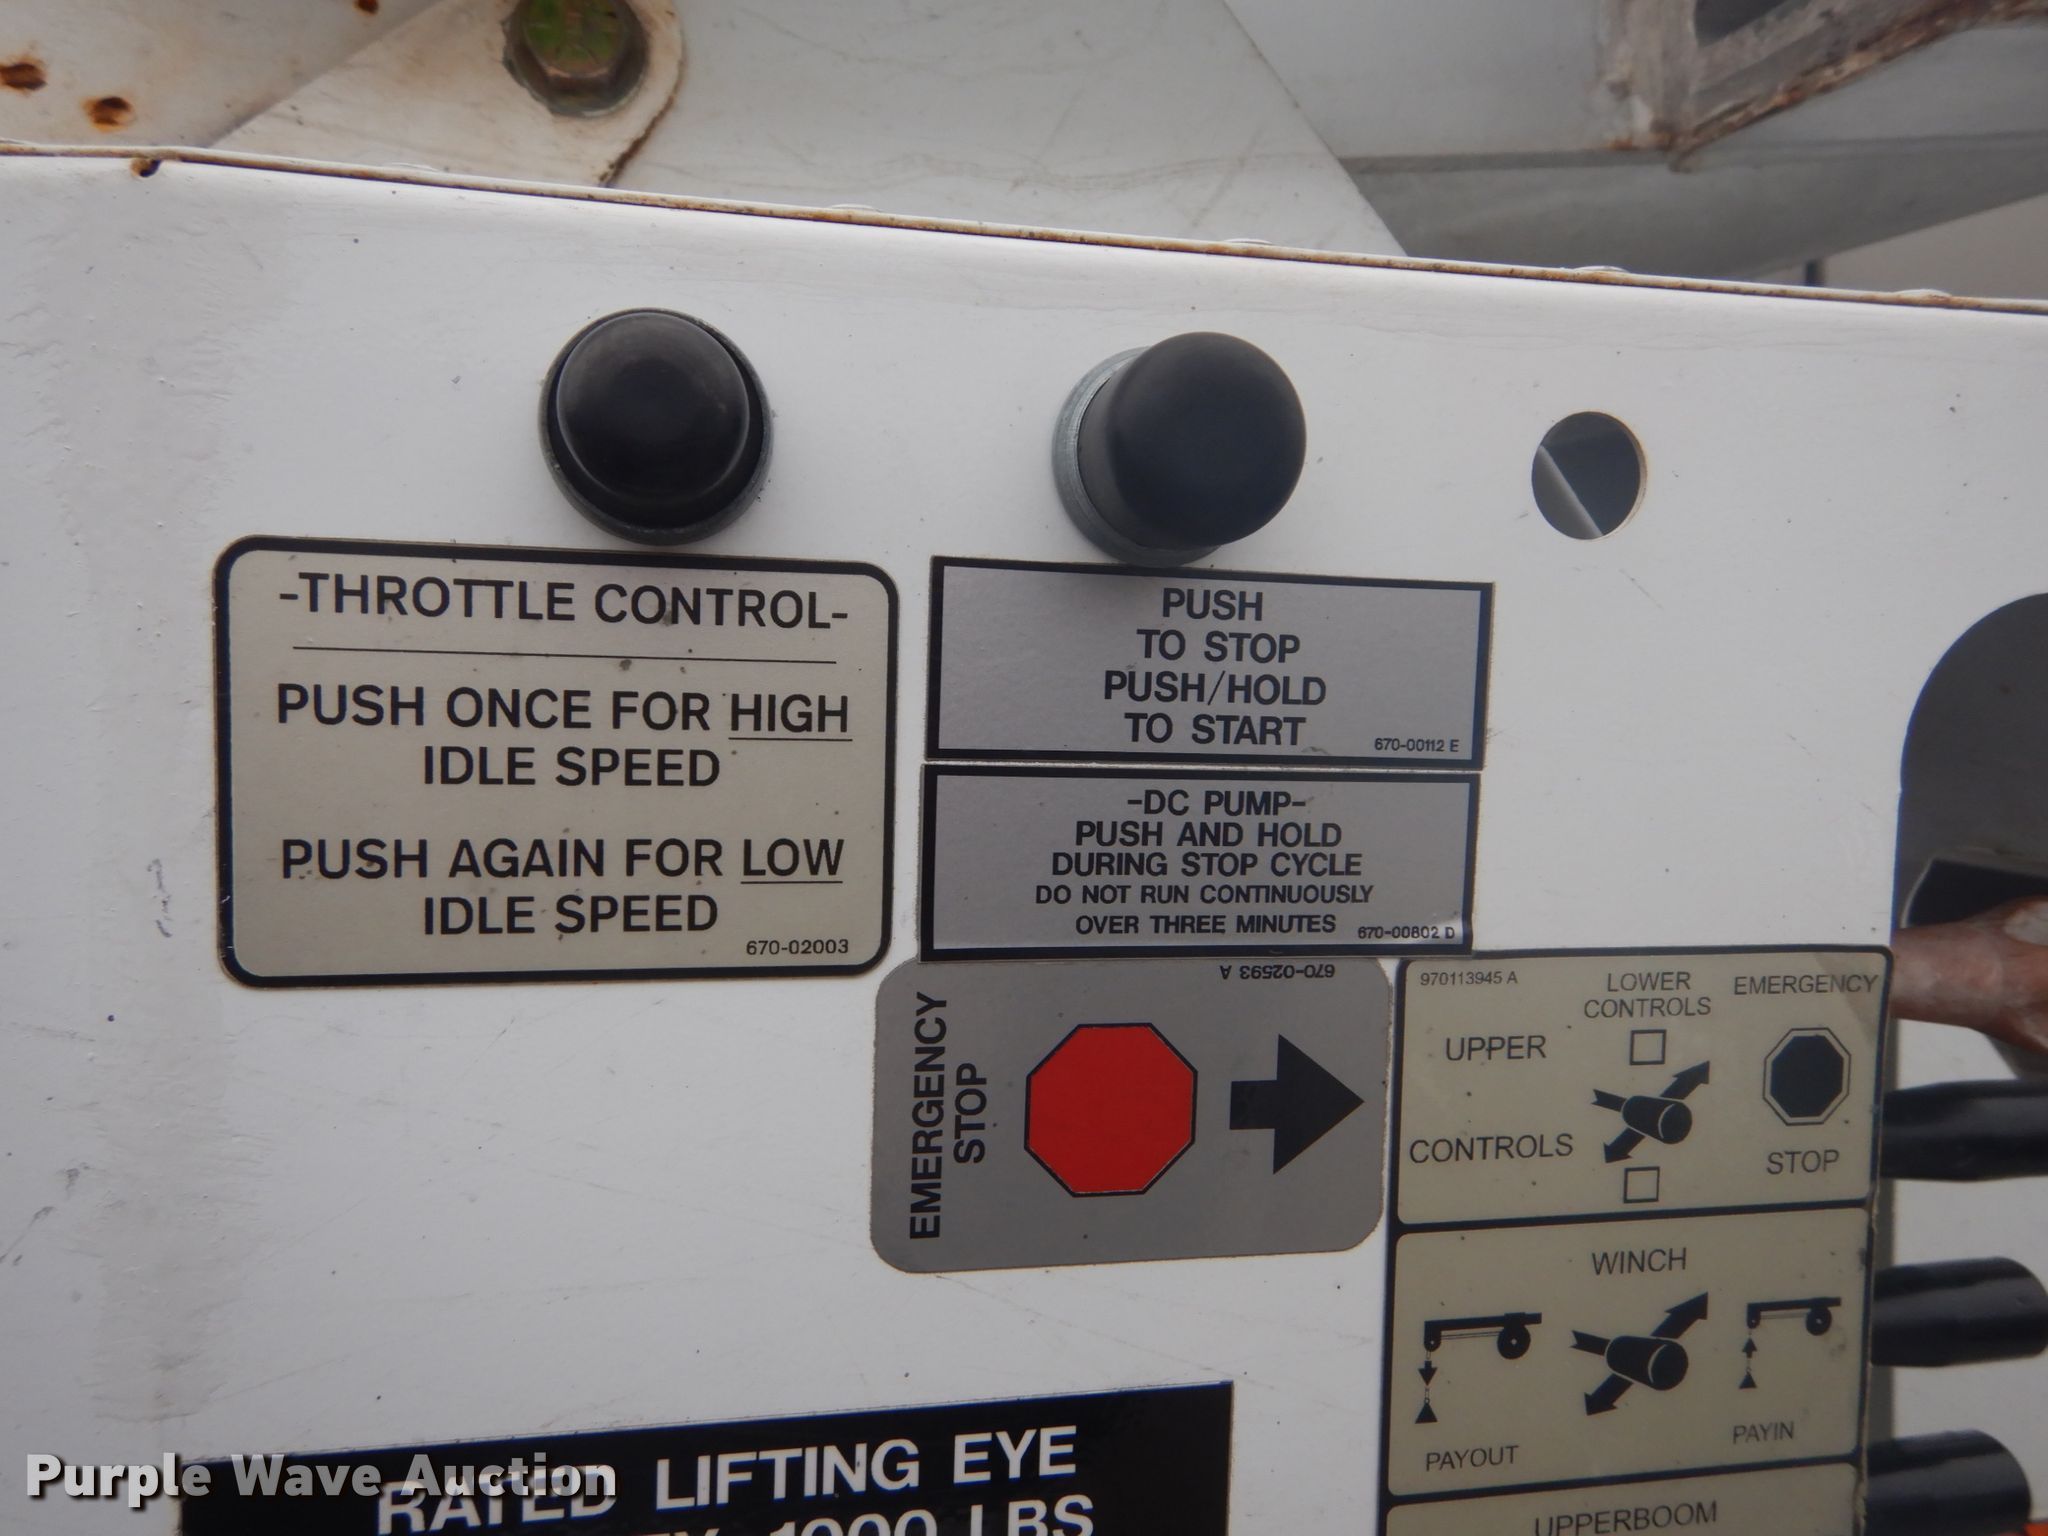 -THROTTLE CONTROL-
PUSH ONCE FOR HIGH
IDLE SPEED
PUSH AGAIN FOR LOW
IDLE SPEED
670-02003
PUSH
TO STOP
PUSH/HOLD
TO START
670-00112 E
-DC PUMP-
PUSH AND HOLD
DURING STOP CYCLE
DO NOT RUN CONTINUOUSLY
OVER THREE MINUTES
670-00802 D
670-02593 A
EMERGENCY
STOP
970113945 A
LOWER
CONTROLS
EMERGENCY
UPPER
CONTROLS
STOP
WINCH
PAYOUT
PAYIN
UPPERBOOM
RATED LIFTING EYE
1000 LBS
Purple Wave Auction